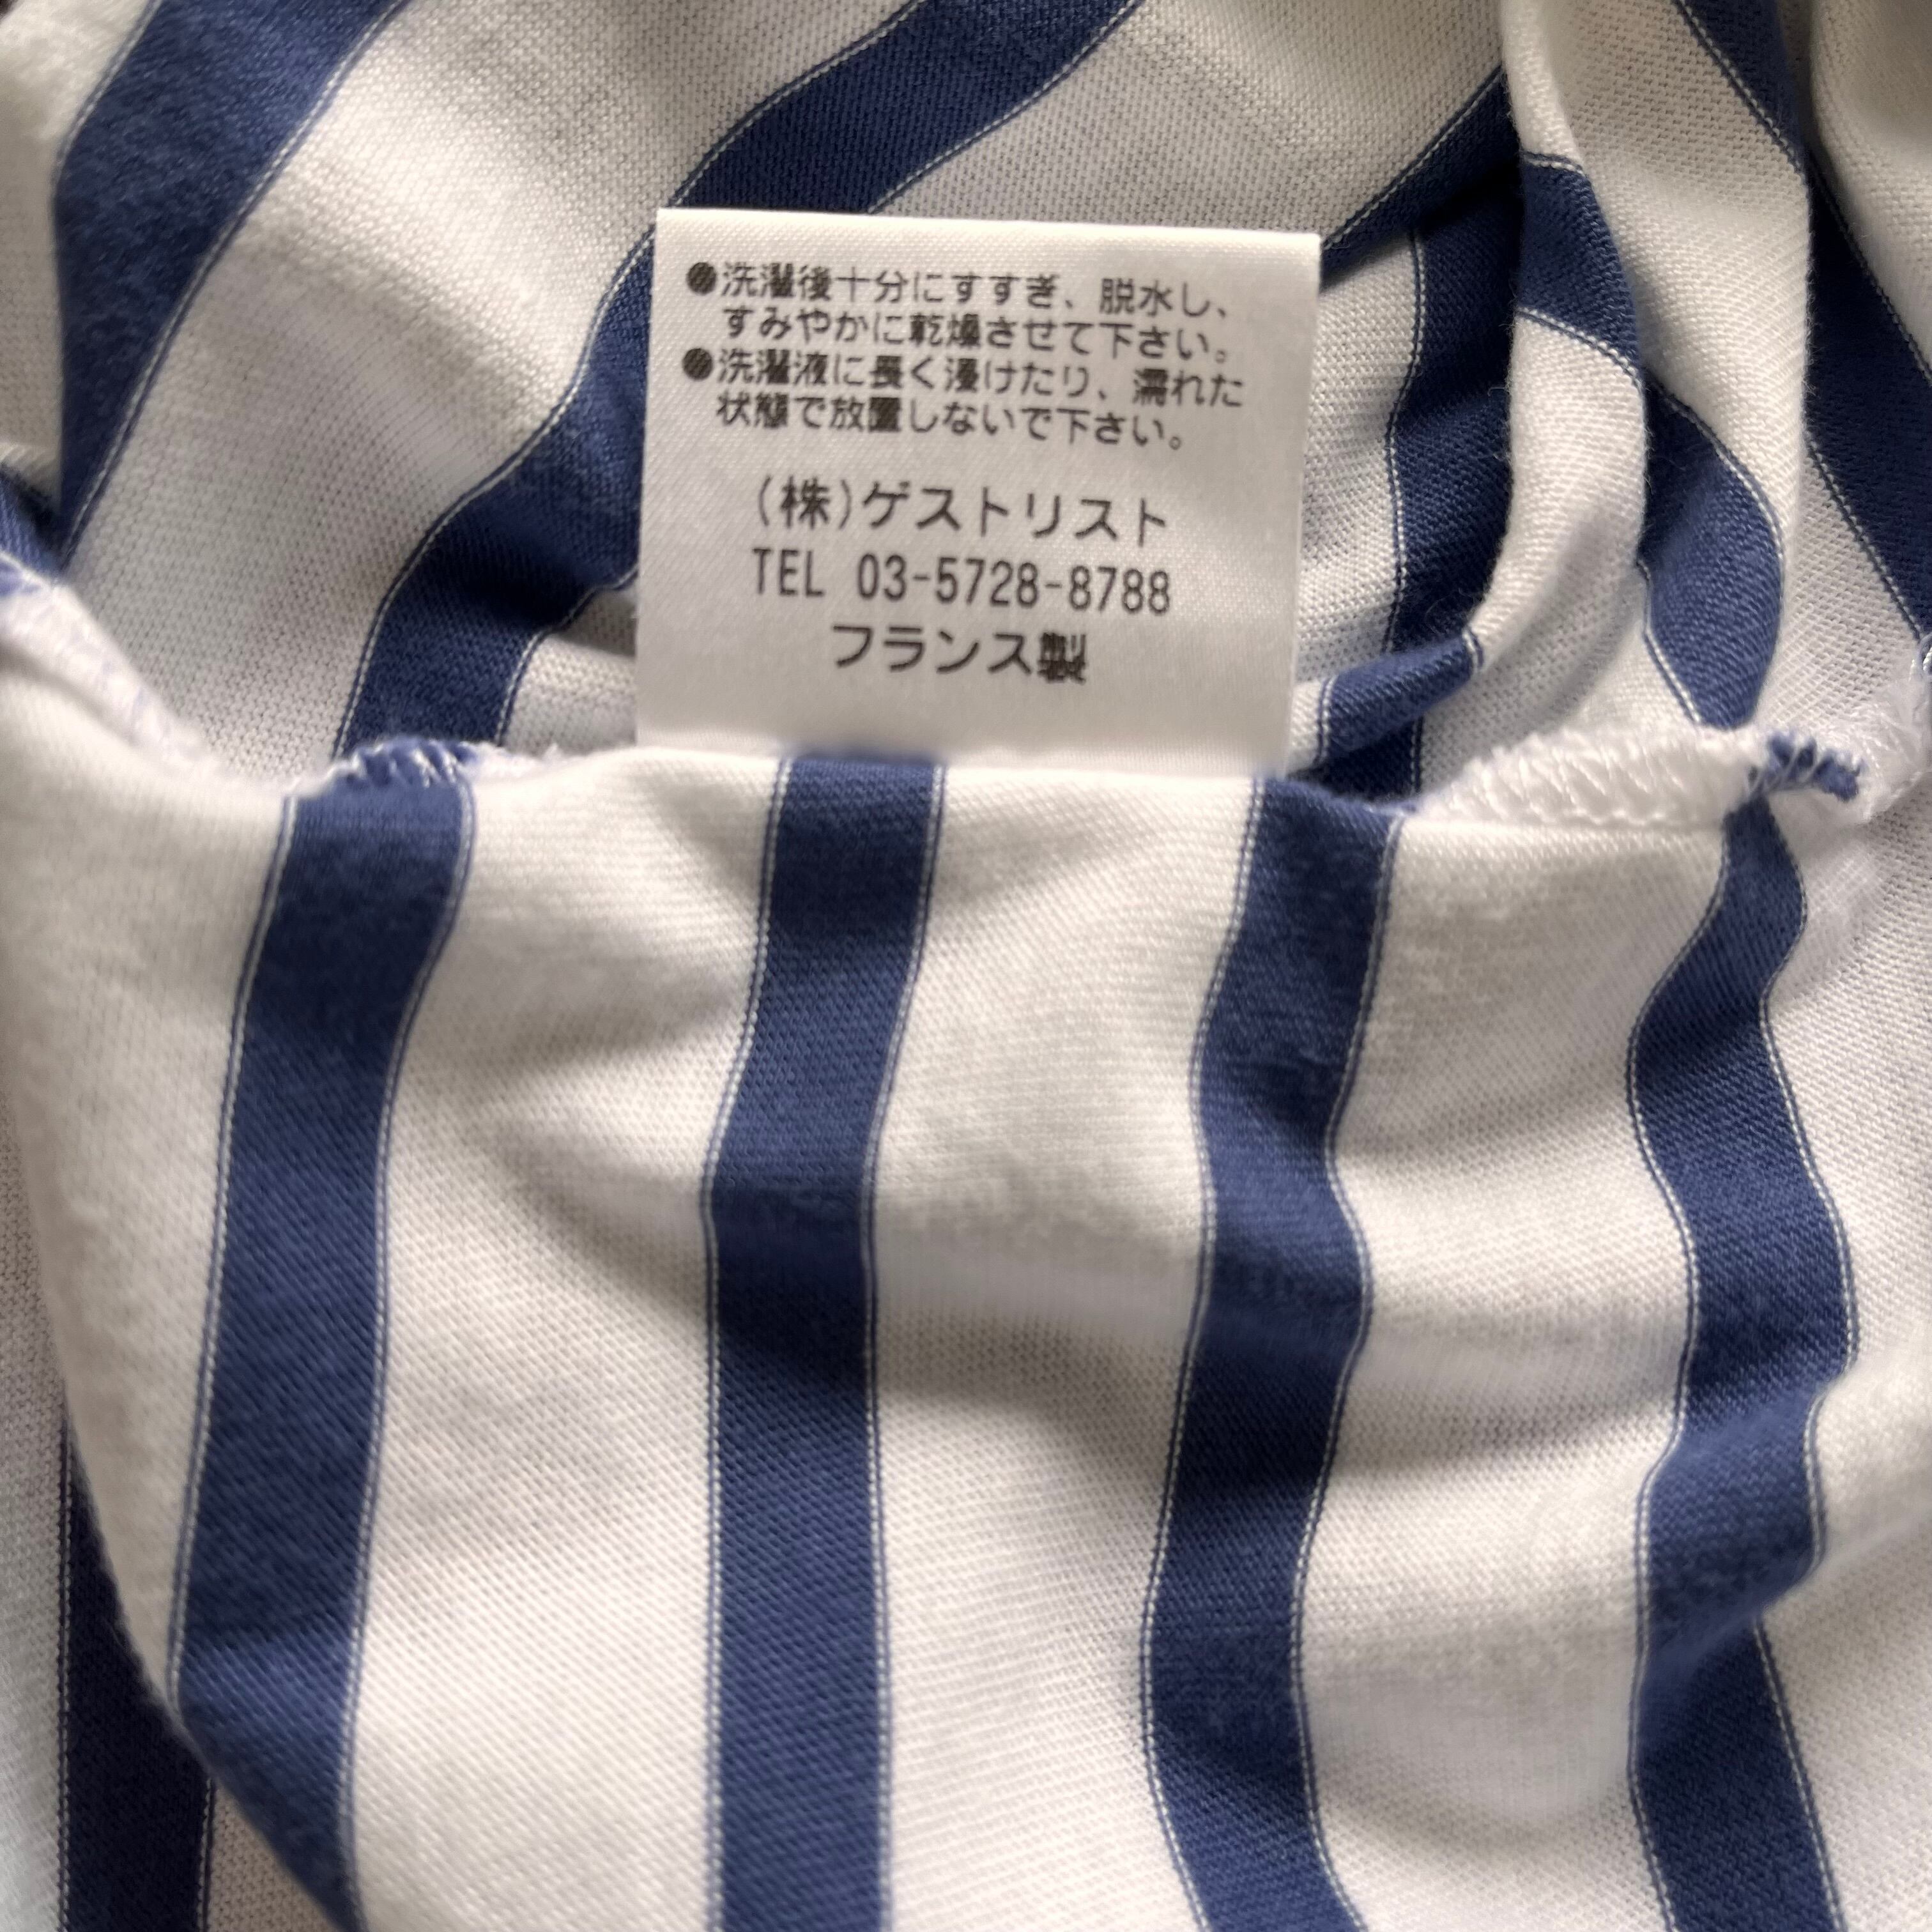 ●洗濯後十分にすすぎ、脱水し、
すみやかに乾燥させて下さい。
●洗濯液に長く浸けたり、濡れた
状態で放置しないで下さい。
(株)ゲストリスト
TEL 03-5728-8788
フランス製